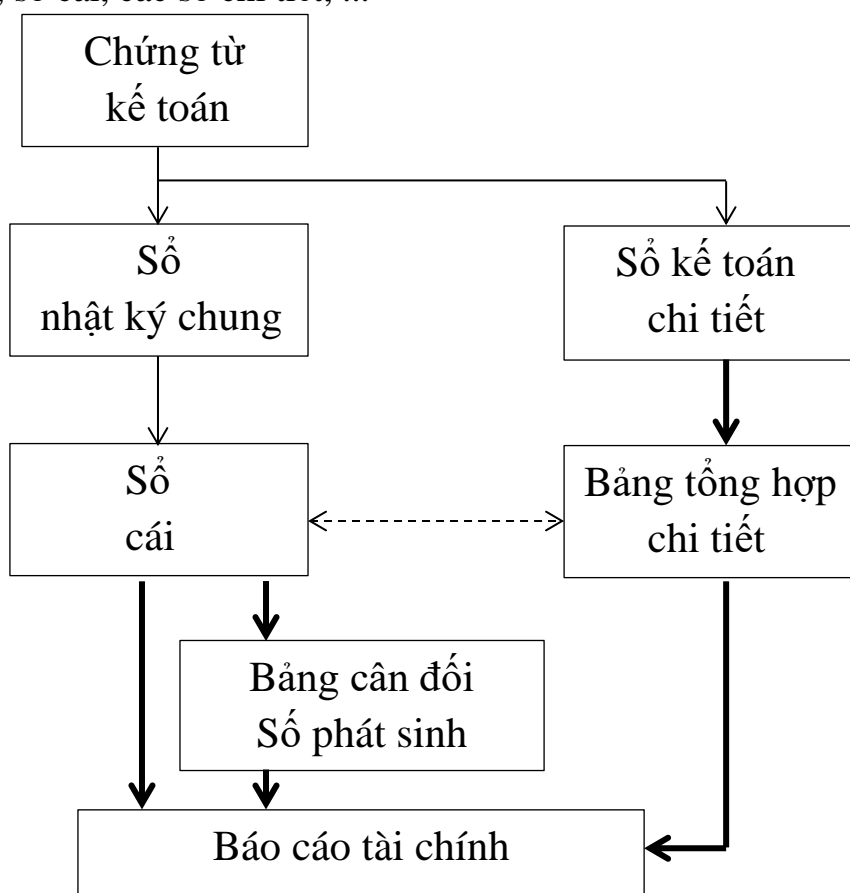 Chứng từ
kế toán
Sổ
nhật ký chung
Sổ kế toán
chi tiết
Sổ
cái
Bảng tổng hợp
chi tiết
Bảng cân đối
Số phát sinh
Báo cáo tài chính